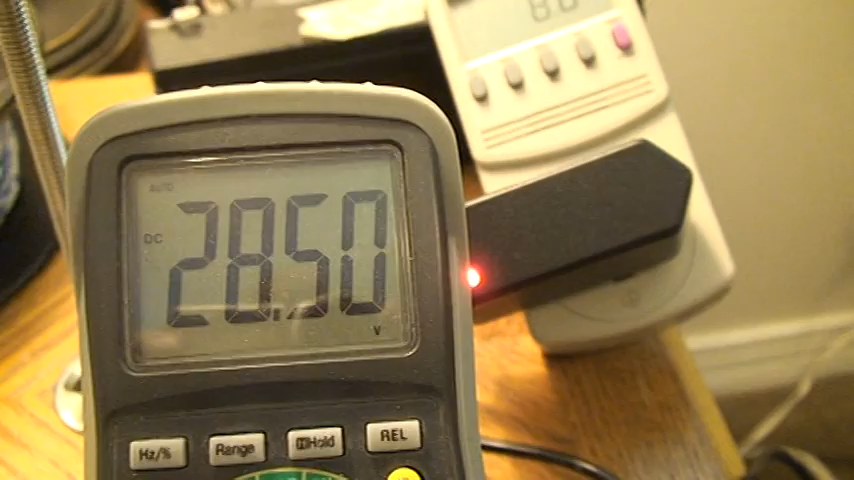 AUTO
DC
28.50
V
Hz/%
Range
Hold
REL